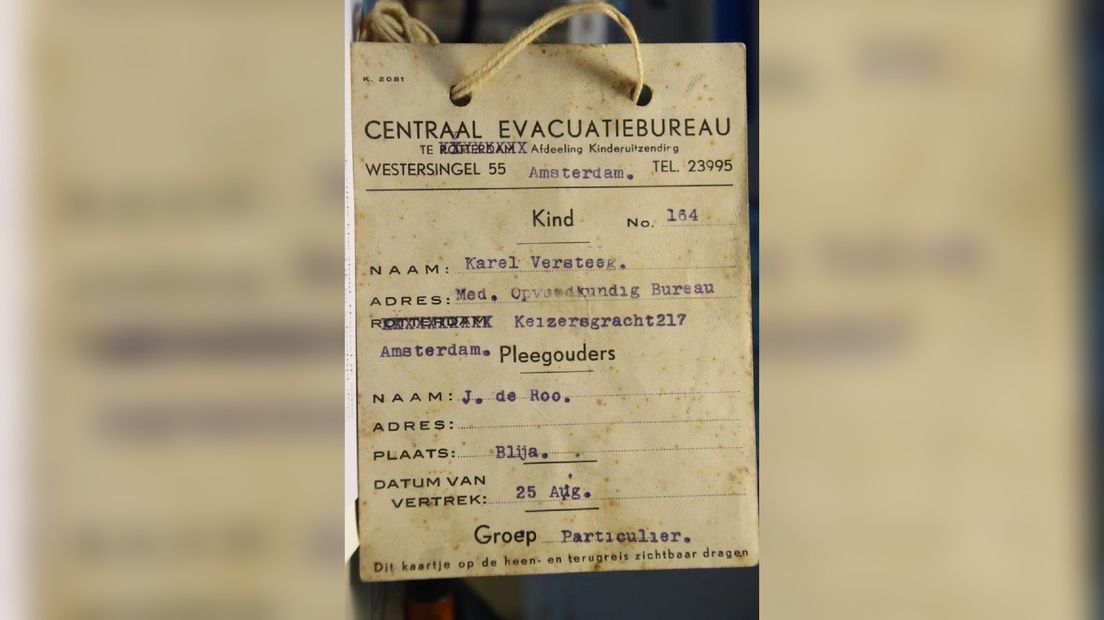 K. 2081
CENTRAAL EVACUATIEBUREAU
TE ROTTERDAM Afdeeling Kinderuitzending
WESTERSINGEL 55 Amsterdam. TEL. 23995
Kind No. 164
NAAM: Karel Versteeg.
ADRES: Med. Opvoedkundig Bureau
ROTTERDAM Keizersgracht217
Amsterdam. Pleegouders
NAAM: J. de Roo.
ADRES:
PLAATS: Blija.
DATUM VAN
VERTREK: 25 Aug.
Groep Particulier.
Dit kaartje op de heen- en terugreis zichtbaar dragen